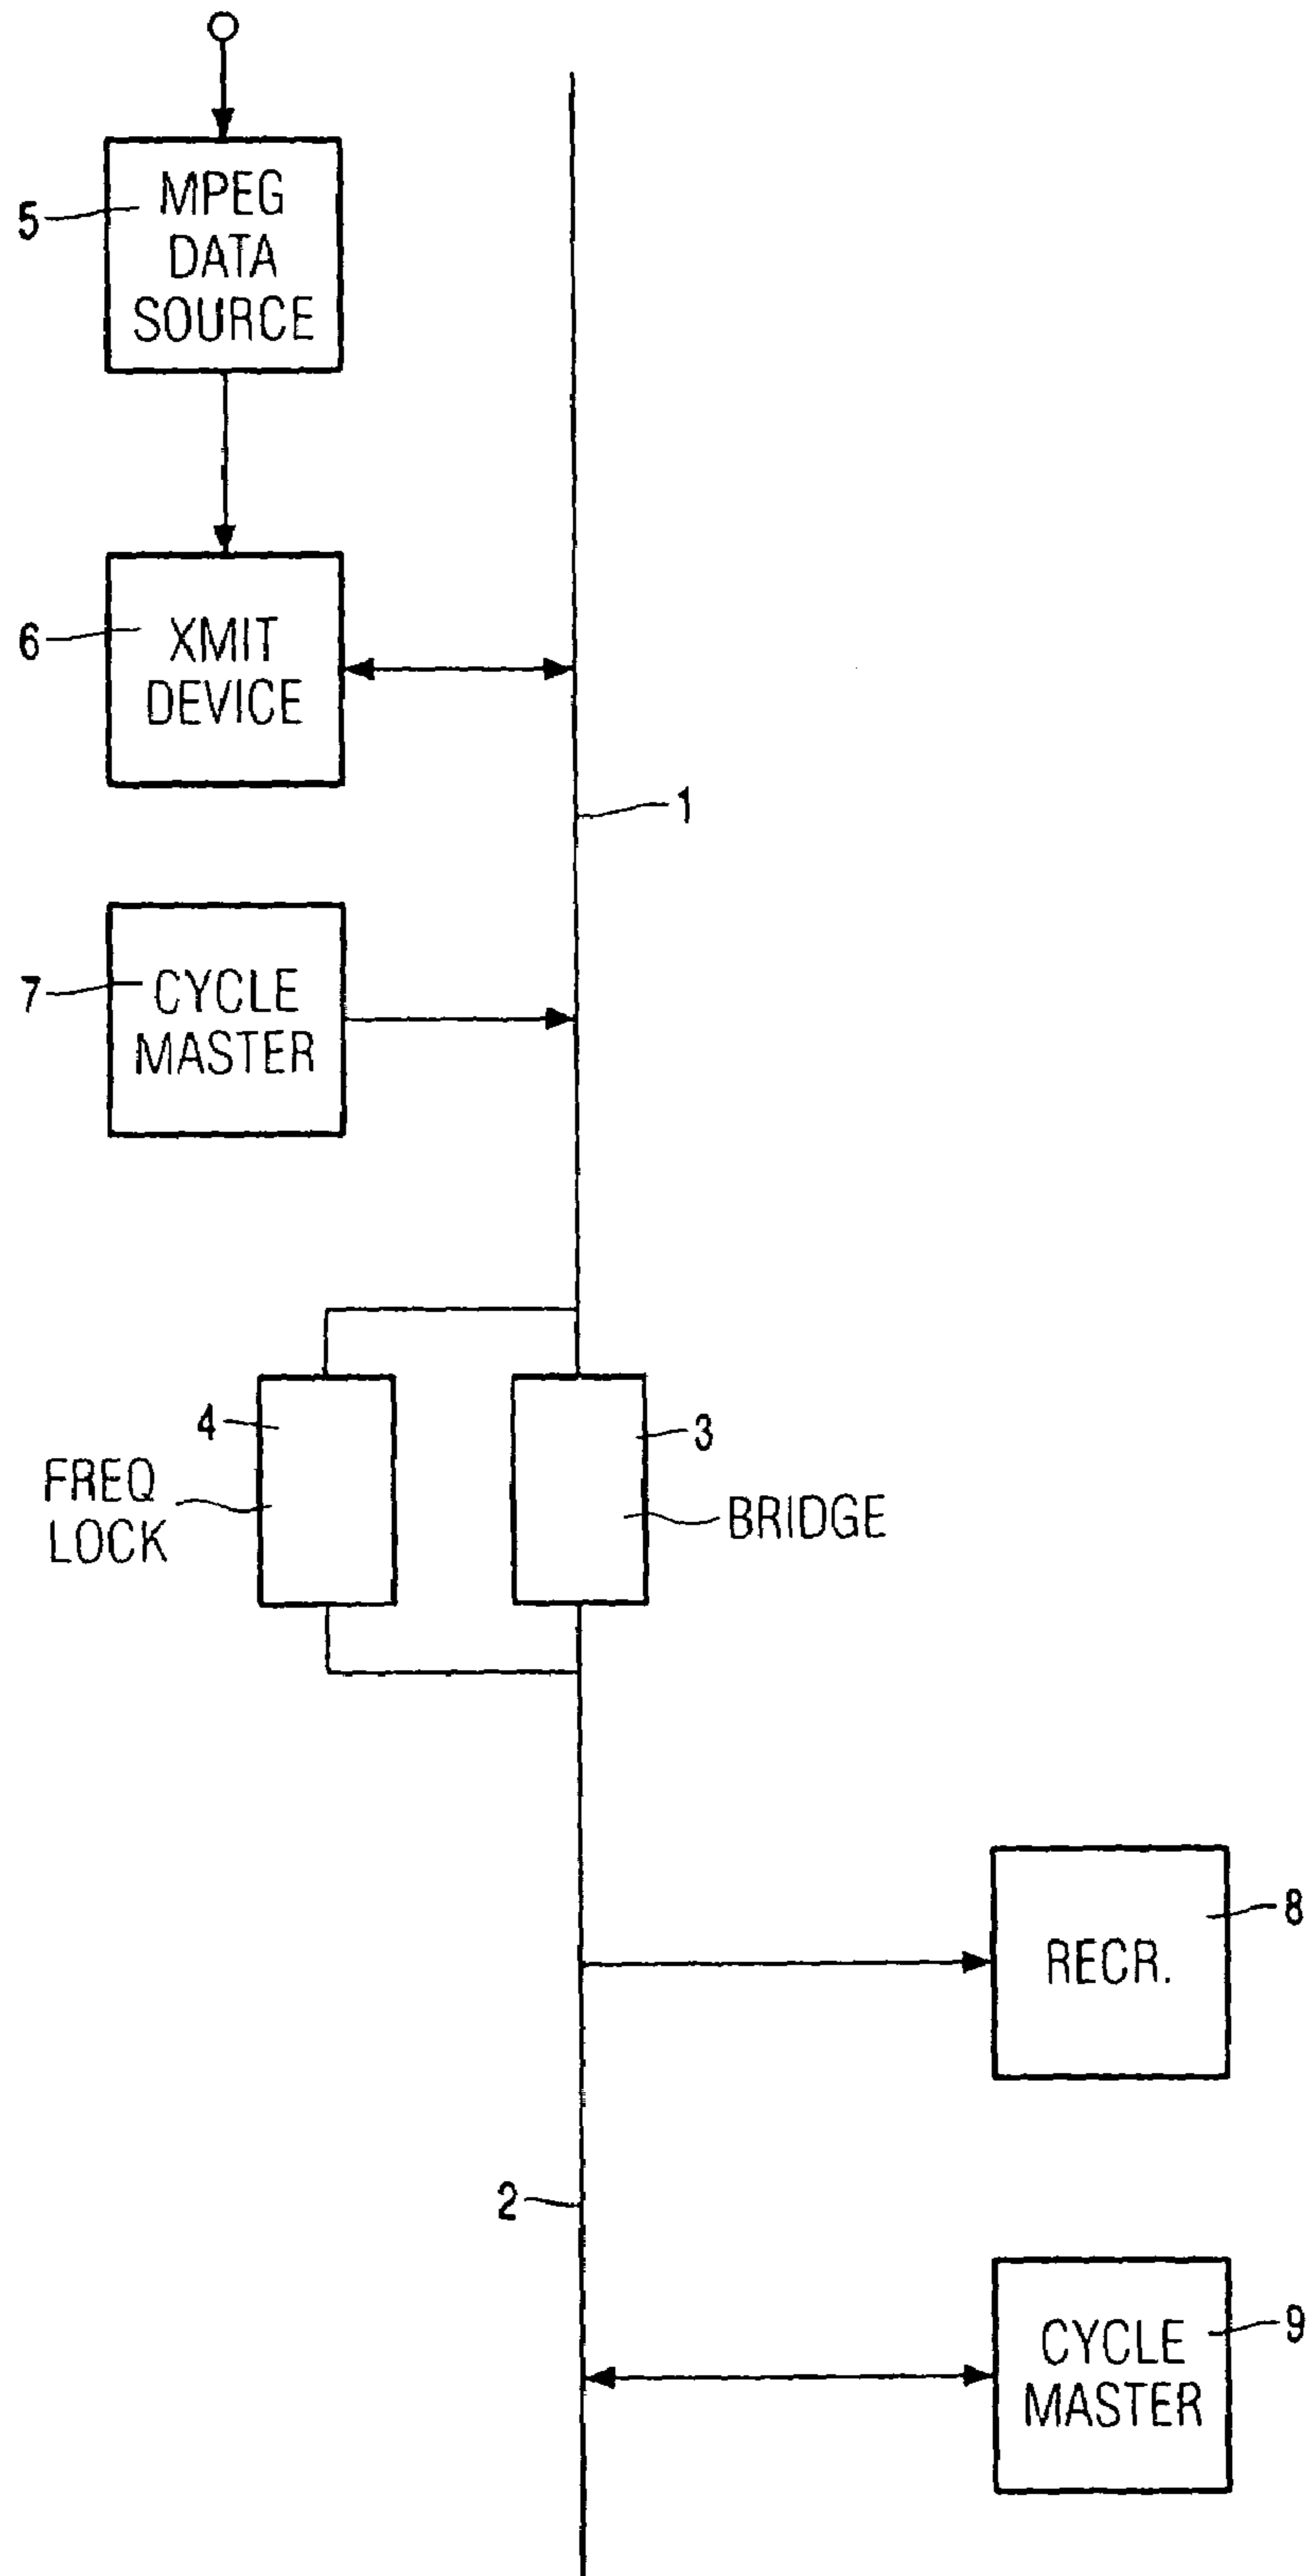 5
MPEG
DATA
SOURCE
6
XMIT
DEVICE
1
7
CYCLE
MASTER
4
3
FREQ
LOCK
BRIDGE
8
RECR.
2
9
CYCLE
MASTER